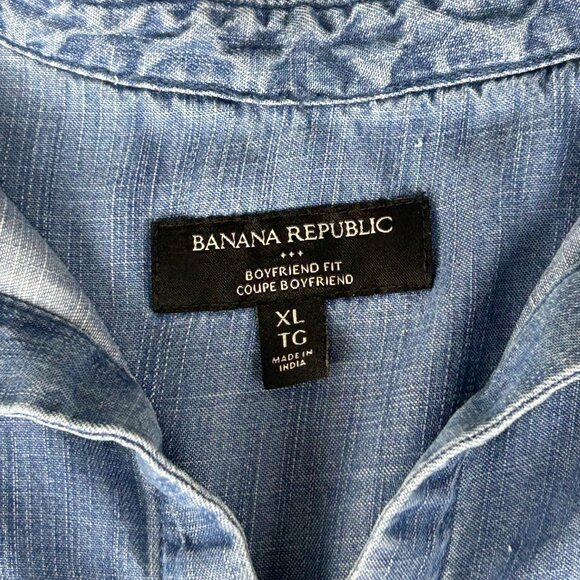 BANANA REPUBLIC
BOYFRIEND FIT
COUPE BOYFRIEND
XL
TG
MADE IN
INDIA